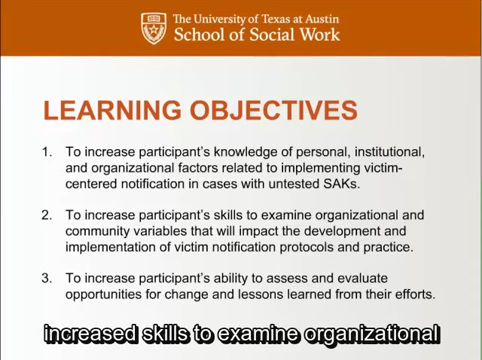 The University of Texas at Austin
School of Social Work
LEARNING OBJECTIVES
1. To increase participant's knowledge of personal, institutional,
and organizational factors related to implementing victim-
centered notification in cases with untested SAKs.
2. To increase participant's skills to examine organizational and
community variables that will impact the development and
implementation of victim notification protocols and practice.
3. To increase participant's ability to assess and evaluate
opportunities for change and lessons learned from their efforts.
increased skills to examine organizational